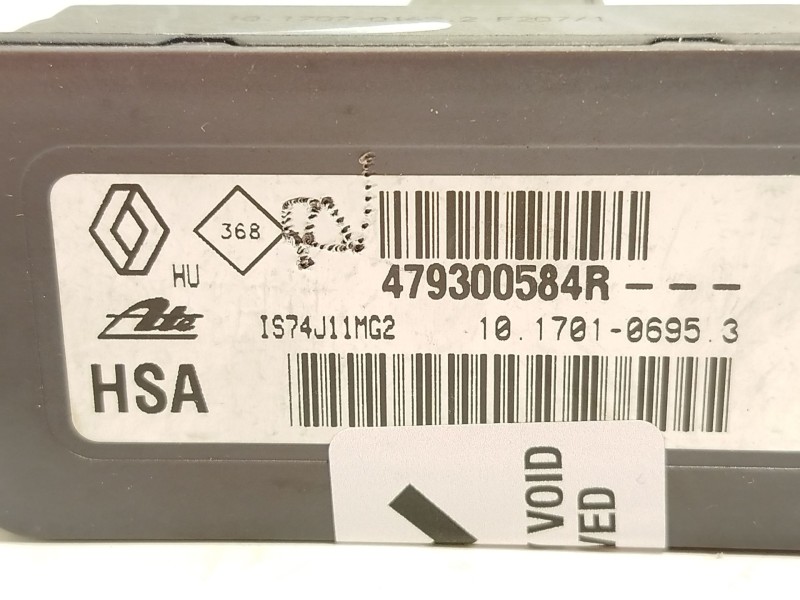 368
HU
479300584R---
Ate
IS74J11MG2 10.1701-0695.3
HSA
VOID
VED